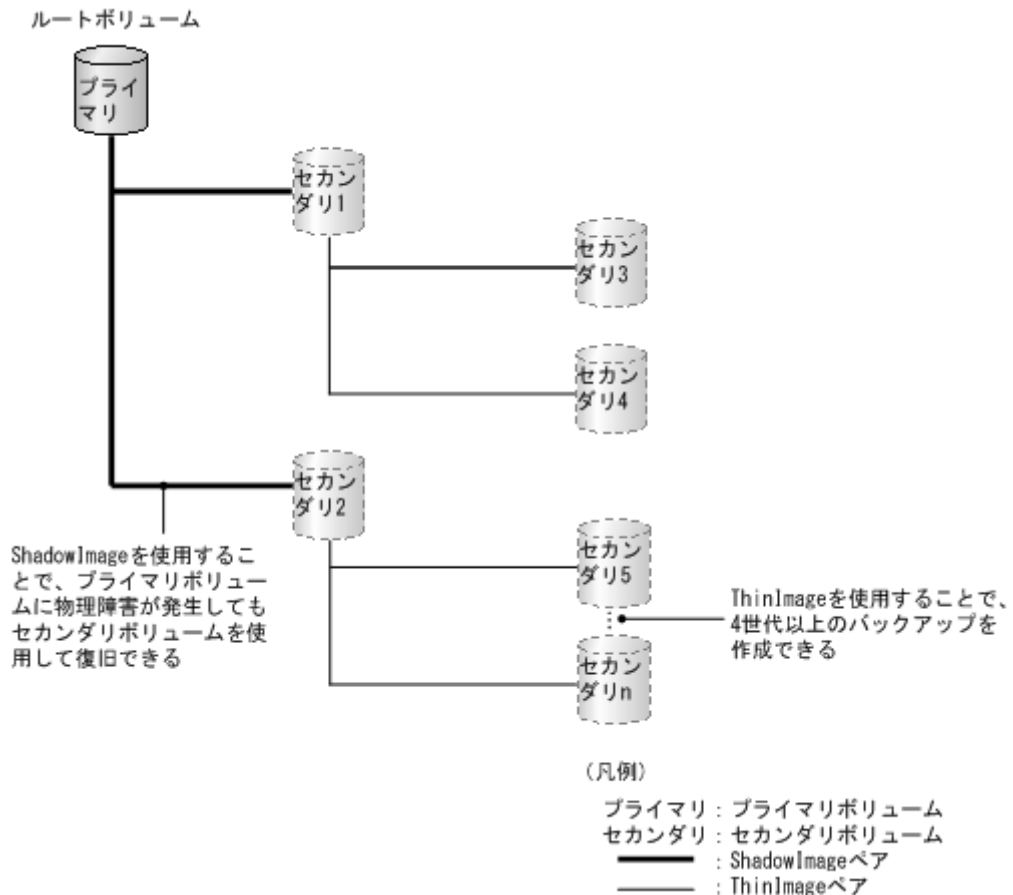 ルートボリューム
プライ
マリ
セカン
ダリ1
セカン
ダリ3
セカン
ダリ4
セカン
ダリ2
ShadowImageを使用するこ
とで、プライマリボリュー
ムに物理障害が発生しても
セカンダリボリュームを使
用して復旧できる
セカン
ダリ5
ThinImageを使用することで、
4世代以上のバックアップを
作成できる
セカン
ダリn
(凡例)
プライマリ：プライマリボリューム
セカンダリ：セカンダリボリューム
：ShadowImageペア
：ThinImageペア